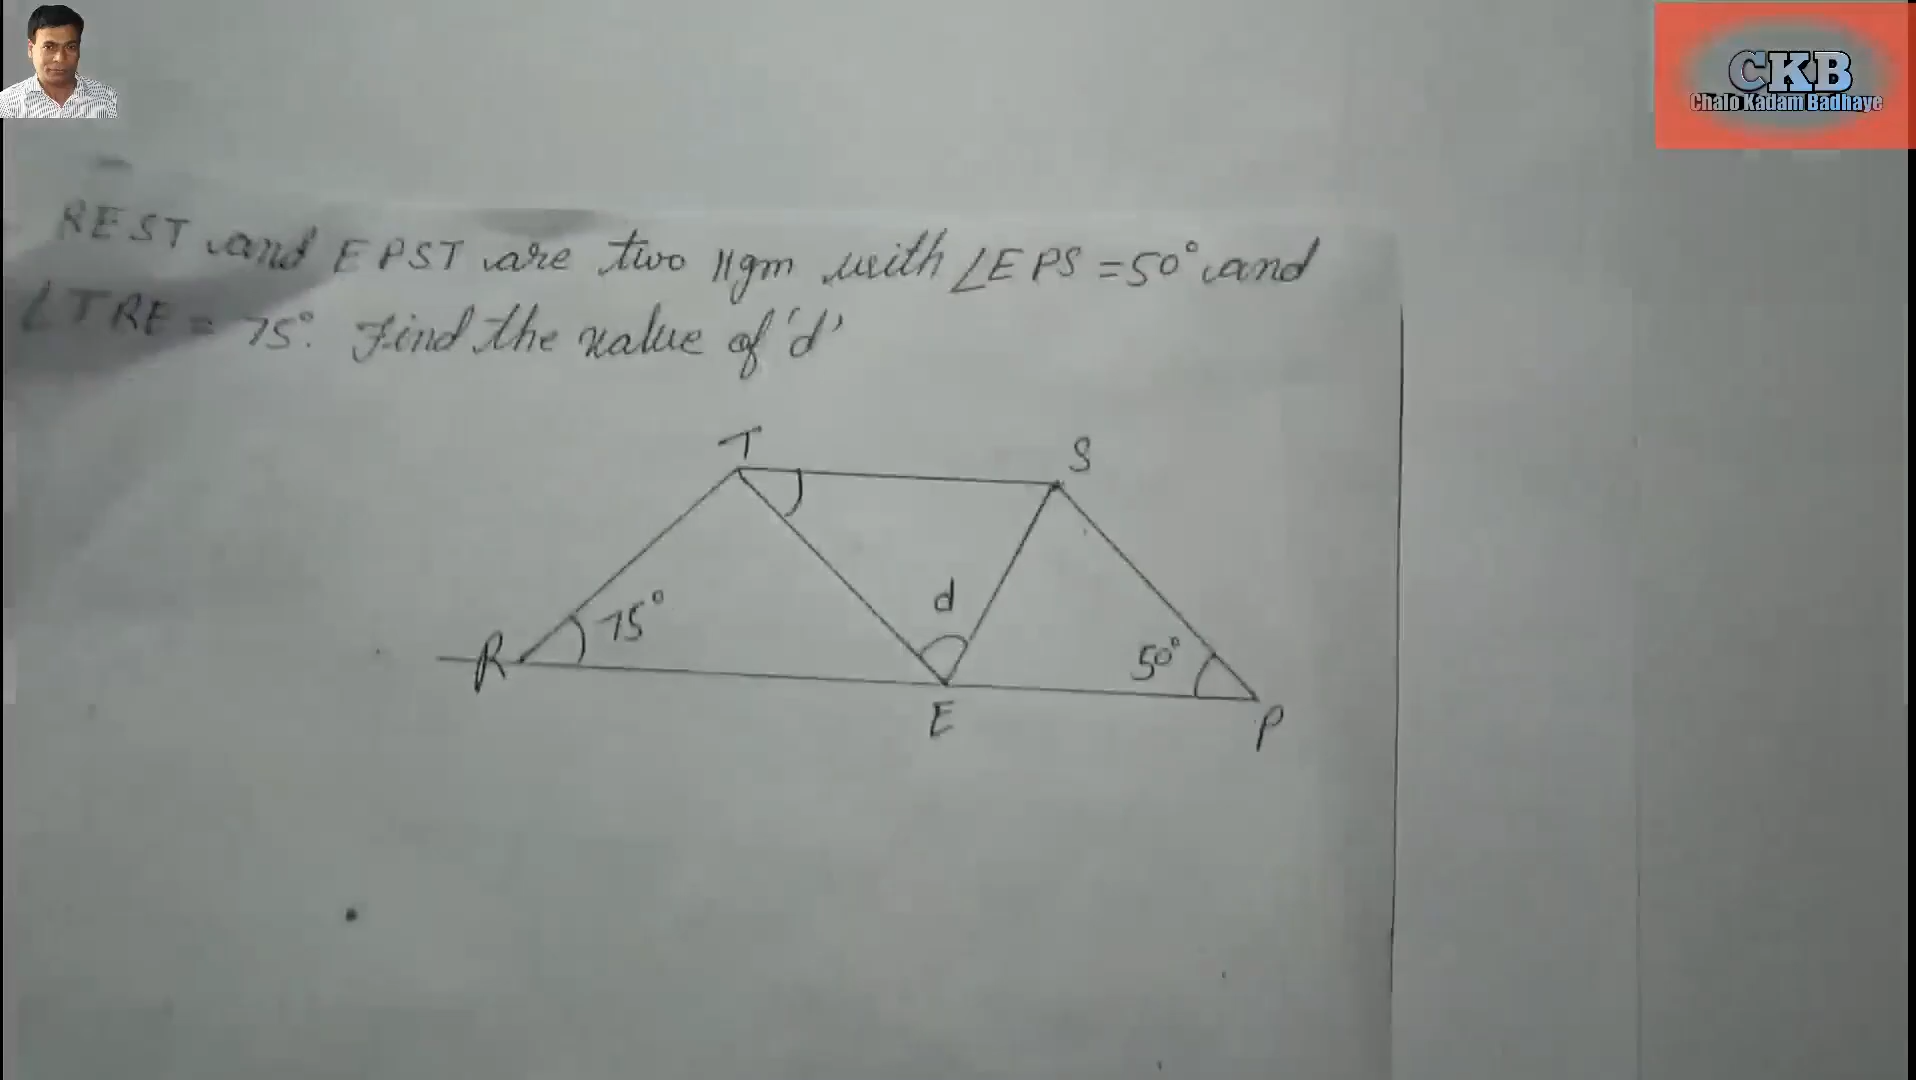 CKB
Chalo Kadam Badhaye
REST and EPST are two ||gm with ∠EPS = 50° and
∠TRE = 75°. Find the value of 'd'
T
S
d
75°
50°
R
E
P